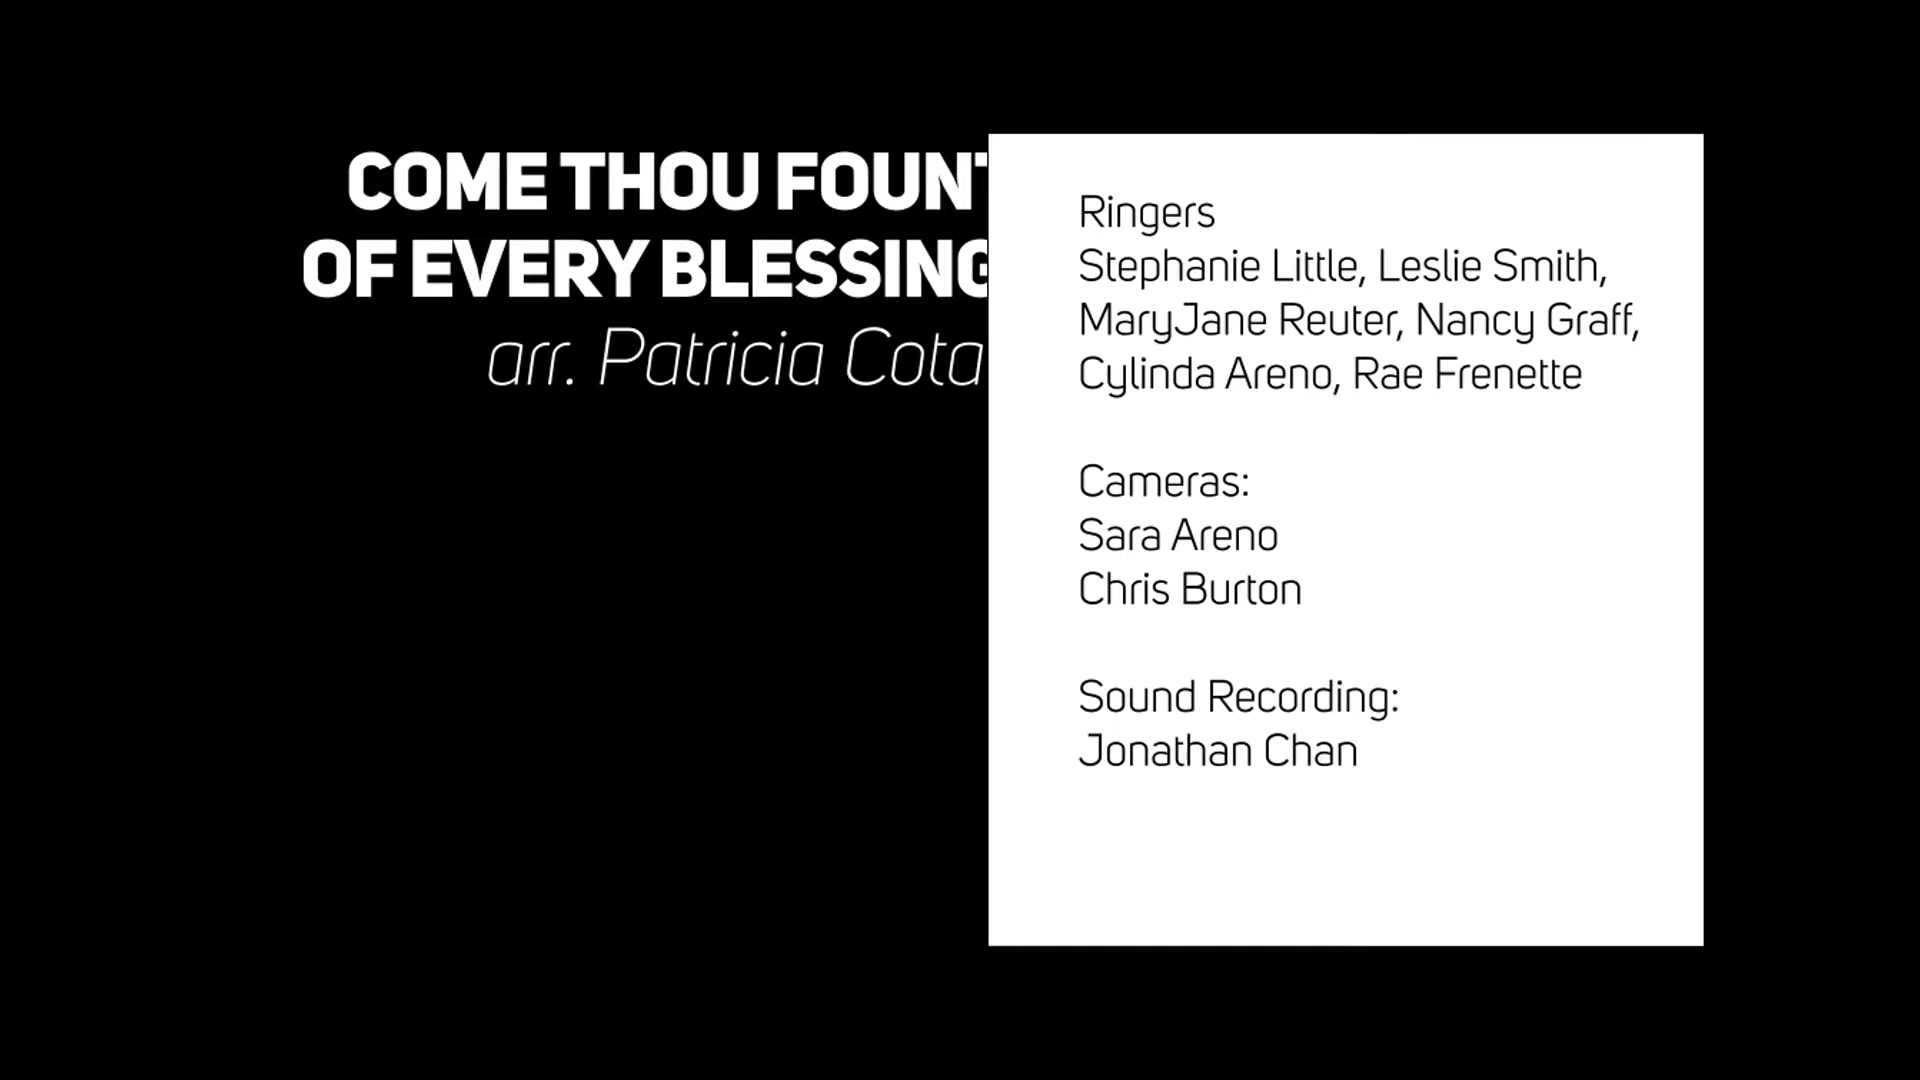 COME THOU FOUNT
OF EVERY BLESSING
arr. Patricia Cota
Ringers
Stephanie Little, Leslie Smith,
MaryJane Reuter, Nancy Graff,
Cylinda Areno, Rae Frenette
Cameras:
Sara Areno
Chris Burton
Sound Recording:
Jonathan Chan